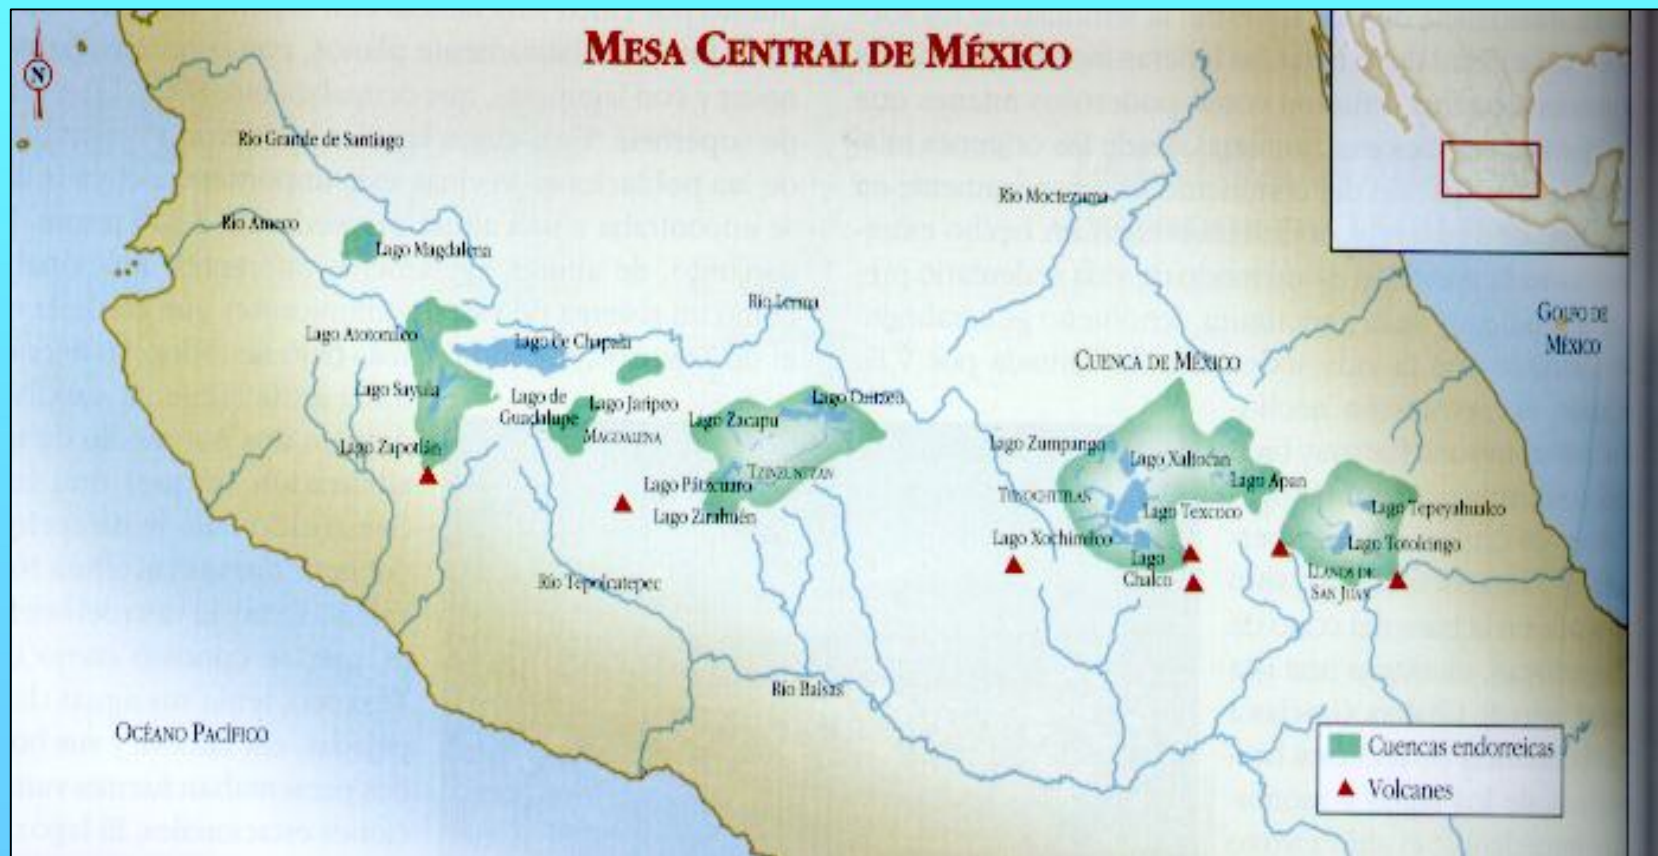 MESA CENTRAL DE MÉXICO
N
Río Grande de Santiago
Río Moctezuma
Río Ameco
Lago Magdalena
Río Lerma
GOLFO DE
MÉXICO
Lago Atotonilco
Lago de Chapala
CUENCA DE MÉXICO
Lago Sayula
Lago de
Guadalupe
Lago Jaripeo
MAGDALENA
Lago Cuitzeo
Lago Zacapu
Lago Zapotlán
Lago Zumpango
Lago Xaltocan
TZINTZUNTZAN
Lago Pátzcuaro
Lago Apan
TENOCHTITLAN
Lago Zirahuén
Lago Texcoco
Lago Tepeyahualco
Lago Xochimilco
Lago Totolcingo
Lago
Chalco
LLANOS DE
SAN JUAN
Río Tepolcatepec
Río Balsas
OCÉANO PACÍFICO
Cuencas endorreicas
Volcanes